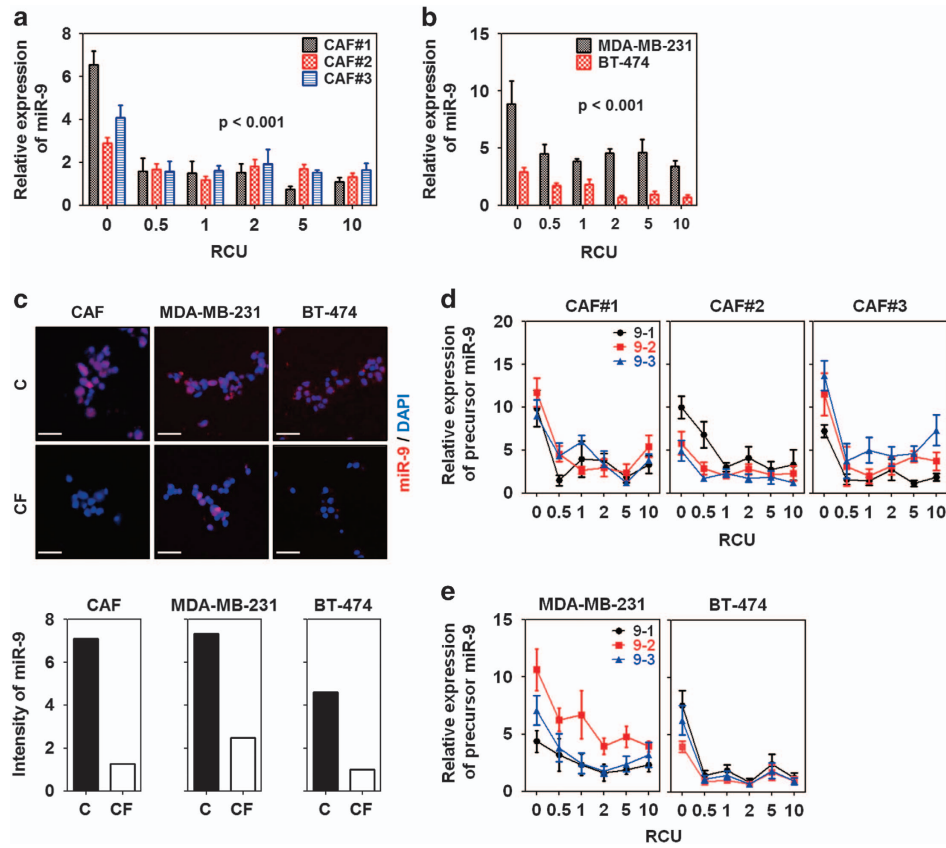 a
Relative expression of miR-9
8
6
4
2
0
CAF#1
CAF#2
CAF#3
p < 0.001
0 0.5 1 2 5 10
RCU
b
Relative expression of miR-9
15
10
5
0
MDA-MB-231
BT-474
p < 0.001
0 0.5 1 2 5 10
RCU
c
CAF MDA-MB-231 BT-474
C
CF
miR-9 / DAPI
CAF MDA-MB-231 BT-474
Intensity of miR-9
8
6
4
2
0
C CF C CF C CF
d
CAF#1 CAF#2 CAF#3
Relative expression of precursor miR-9
20
15
10
5
0
9-1
9-2
9-3
0 0.5 1 2 5 10 0 0.5 1 2 5 10 0 0.5 1 2 5 10
RCU
e
MDA-MB-231 BT-474
Relative expression of precursor miR-9
15
10
5
0
9-1
9-2
9-3
0 0.5 1 2 5 10 0 0.5 1 2 5 10
RCU